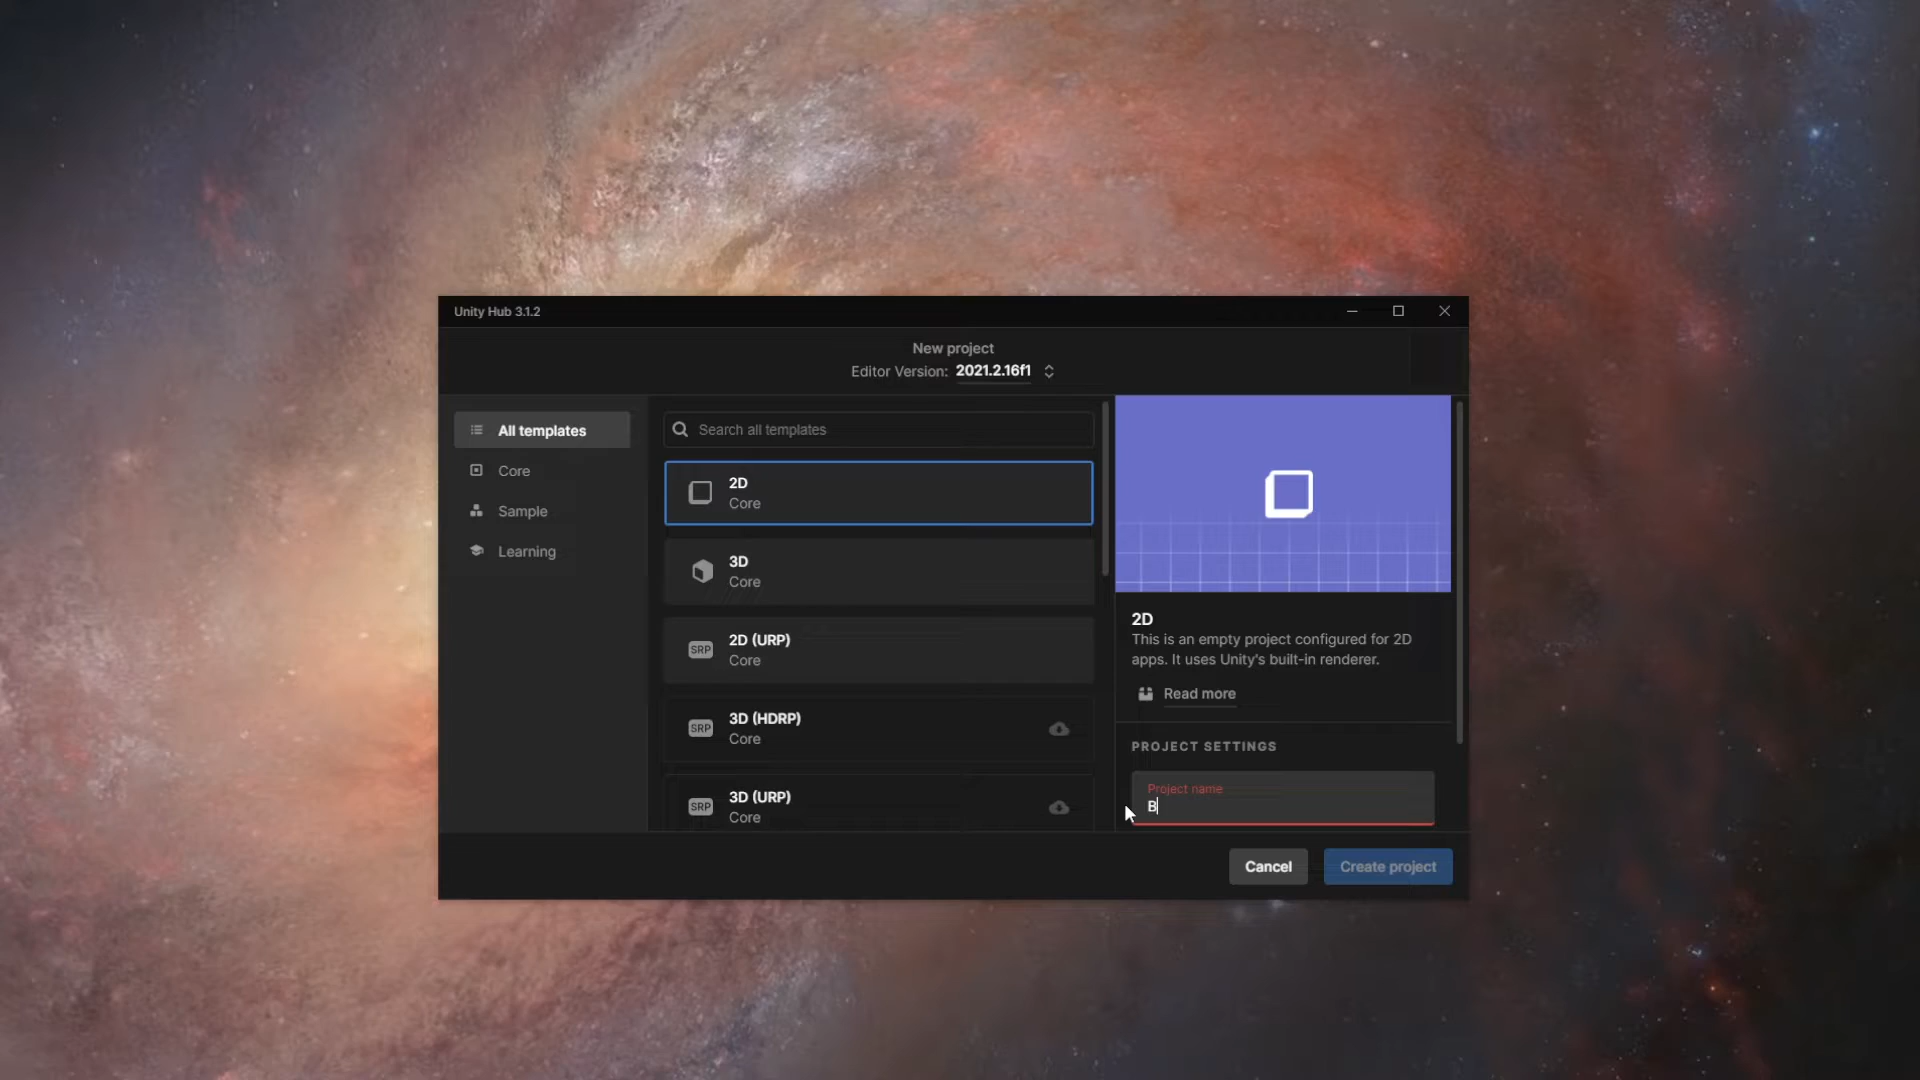 Unity Hub 3.1.2
New project
Editor Version: 2021.2.16f1
All templates
Core
Sample
Learning
Search all templates
2D
Core
3D
Core
SRP
2D (URP)
Core
SRP
3D (HDRP)
Core
SRP
3D (URP)
Core
2D
This is an empty project configured for 2D
apps. It uses Unity's built-in renderer.
Read more
PROJECT SETTINGS
Project name
B
Cancel
Create project